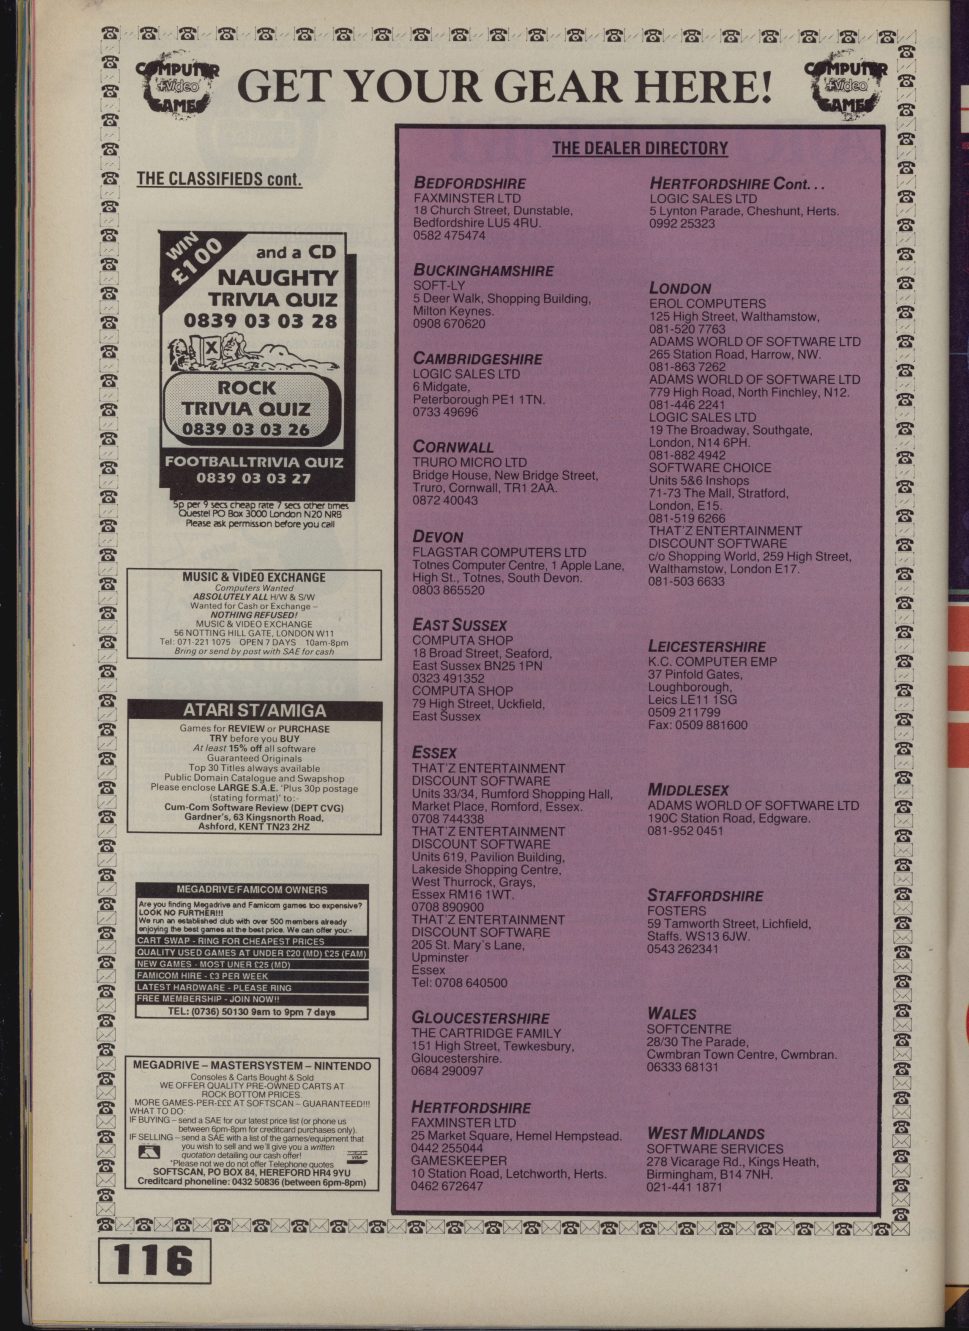 COMPUTER
+Video
GAMES
GET YOUR GEAR HERE!
COMPUTER
+Video
GAMES
THE CLASSIFIEDS cont.
WIN
£100
and a CD
NAUGHTY
TRIVIA QUIZ
0839 03 03 28
X
ROCK
TRIVIA QUIZ
0839 03 03 26
FOOTBALLTRIVIA QUIZ
0839 03 03 27
5p per 9 secs cheap rate 7 secs other times
Questel PO Box 3000 London N20 NRB
Please ask permission before you call
MUSIC & VIDEO EXCHANGE
Computers Wanted
ABSOLUTELY ALL H/W & S/W
Wanted for Cash or Exchange –
NOTHING REFUSED!
MUSIC & VIDEO EXCHANGE
56 NOTTING HILL GATE, LONDON W11
Tel: 071-221 1075 OPEN 7 DAYS 10am-8pm
Bring or send by post with SAE for cash
ATARI ST/AMIGA
Games for REVIEW or PURCHASE
TRY before you BUY
At least 15% off all software
Guaranteed Originals
Top 30 Titles always available
Public Domain Catalogue and Swapshop
Please enclose LARGE S.A.E. 'Plus 30p postage
(stating format)' to:-
Cum-Com Software Review (DEPT CVG)
Gardner's, 63 Kingsnorth Road,
Ashford, KENT TN23 2HZ
MEGADRIVE/FAMICOM OWNERS
Are you finding Megadrive and Famicom games too expensive?
LOOK NO FURTHER!!!
We run an established club with over 500 members already
enjoying the best games at the best price. We can offer you:-
CART SWAP - RING FOR CHEAPEST PRICES
QUALITY USED GAMES AT UNDER £20 (MD) £25 (FAM)
NEW GAMES - MOST UNER £25 (MD)
FAMICOM HIRE - £3 PER WEEK
LATEST HARDWARE - PLEASE RING
FREE MEMBERSHIP - JOIN NOW!!
TEL: (0736) 50130 9am to 9pm 7 days
MEGADRIVE – MASTERSYSTEM – NINTENDO
Consoles & Carts Bought & Sold
WE OFFER QUALITY PRE-OWNED CARTS AT
ROCK BOTTOM PRICES.
MORE GAMES-PER-£££ AT SOFTSCAN – GUARANTEED!!!
WHAT TO DO:
IF BUYING – send a SAE for our latest price list (or phone us
between 6pm-8pm for creditcard purchases only).
IF SELLING – send a SAE with a list of the games/equipment that
you wish to sell and we'll give you a written
quotation detailing our cash offer!
*Please not we do not offer Telephone quotes
VISA
SOFTSCAN, PO BOX 84, HEREFORD HR4 9YU
Creditcard phoneline: 0432 50836 (between 6pm-8pm)
THE DEALER DIRECTORY
BEDFORDSHIRE
FAXMINSTER LTD
18 Church Street, Dunstable,
Bedfordshire LU5 4RU.
0582 475474
BUCKINGHAMSHIRE
SOFT-LY
5 Deer Walk, Shopping Building,
Milton Keynes.
0908 670620
CAMBRIDGESHIRE
LOGIC SALES LTD
6 Midgate,
Peterborough PE1 1TN.
0733 49696
CORNWALL
TRURO MICRO LTD
Bridge House, New Bridge Street,
Truro, Cornwall, TR1 2AA.
0872 40043
DEVON
FLAGSTAR COMPUTERS LTD
Totnes Computer Centre, 1 Apple Lane,
High St., Totnes, South Devon.
0803 865520
EAST SUSSEX
COMPUTA SHOP
18 Broad Street, Seaford,
East Sussex BN25 1PN
0323 491352
COMPUTA SHOP
79 High Street, Uckfield,
East Sussex
ESSEX
THAT'Z ENTERTAINMENT
DISCOUNT SOFTWARE
Units 33/34, Rumford Shopping Hall,
Market Place, Romford, Essex.
0708 744338
THAT'Z ENTERTAINMENT
DISCOUNT SOFTWARE
Units 619, Pavilion Building,
Lakeside Shopping Centre,
West Thurrock, Grays,
Essex RM16 1WT.
0708 890900
THAT'Z ENTERTAINMENT
DISCOUNT SOFTWARE
205 St. Mary's Lane,
Upminster
Essex
Tel: 0708 640500
GLOUCESTERSHIRE
THE CARTRIDGE FAMILY
151 High Street, Tewkesbury,
Gloucestershire.
0684 290097
HERTFORDSHIRE
FAXMINSTER LTD
25 Market Square, Hemel Hempstead.
0442 255044
GAMESKEEPER
10 Station Road, Letchworth, Herts.
0462 672647
HERTFORDSHIRE Cont...
LOGIC SALES LTD
5 Lynton Parade, Cheshunt, Herts.
0992 25323
LONDON
EROL COMPUTERS
125 High Street, Walthamstow,
081-520 7763
ADAMS WORLD OF SOFTWARE LTD
265 Station Road, Harrow, NW.
081-863 7262
ADAMS WORLD OF SOFTWARE LTD
779 High Road, North Finchley, N12.
081-446 2241
LOGIC SALES LTD
19 The Broadway, Southgate,
London, N14 6PH.
081-882 4942
SOFTWARE CHOICE
Units 5&6 Inshops
71-73 The Mall, Stratford,
London, E15.
081-519 6266
THAT'Z ENTERTAINMENT
DISCOUNT SOFTWARE
c/o Shopping World, 259 High Street,
Walthamstow, London E17.
081-503 6633
LEICESTERSHIRE
K.C. COMPUTER EMP
37 Pinfold Gates,
Loughborough,
Leics LE11 1SG
0509 211799
Fax: 0509 881600
MIDDLESEX
ADAMS WORLD OF SOFTWARE LTD
190C Station Road, Edgware.
081-952 0451
STAFFORDSHIRE
FOSTERS
59 Tamworth Street, Lichfield,
Staffs. WS13 6JW.
0543 262341
WALES
SOFTCENTRE
28/30 The Parade,
Cwmbran Town Centre, Cwmbran.
06333 68131
WEST MIDLANDS
SOFTWARE SERVICES
278 Vicarage Rd., Kings Heath,
Birmingham, B14 7NH.
021-441 1871
116